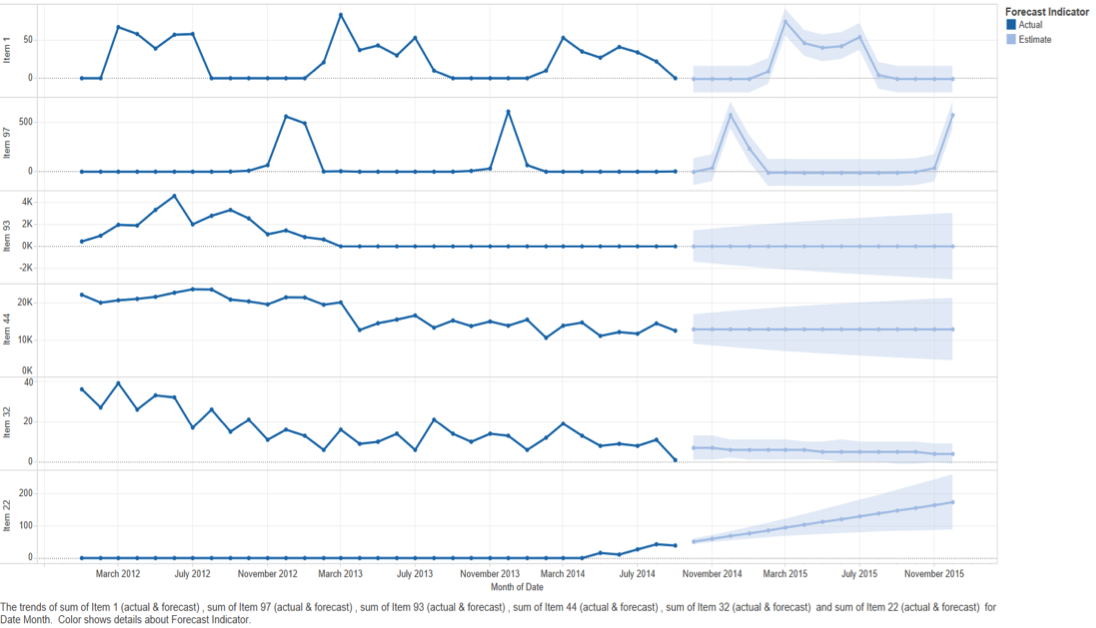 Forecast Indicator
Actual
Estimate
Item 1
50
0
Item 97
500
0
Item 93
4K
2K
0K
-2K
Item 44
20K
10K
0K
Item 32
40
20
0
Item 22
200
100
0
March 2012 July 2012 November 2012 March 2013 July 2013 November 2013 March 2014 July 2014 November 2014 March 2015 July 2015 November 2015
Month of Date
The trends of sum of Item 1 (actual & forecast) , sum of Item 97 (actual & forecast) , sum of Item 93 (actual & forecast) , sum of Item 44 (actual & forecast) , sum of Item 32 (actual & forecast)  and sum of Item 22 (actual & forecast)  for
Date Month.  Color shows details about Forecast Indicator.